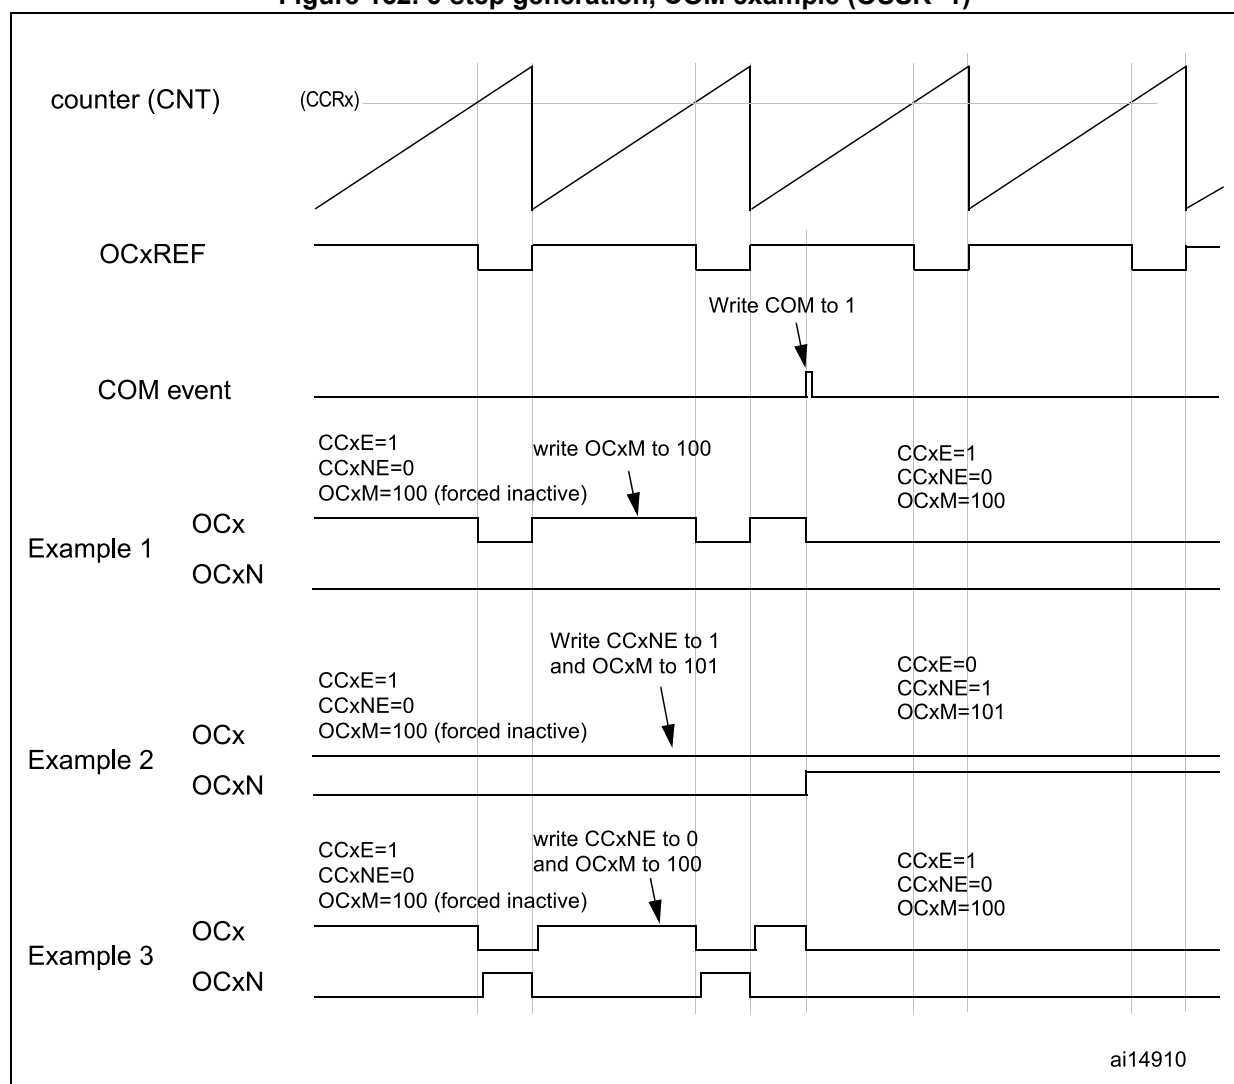 counter (CNT)
(CCRx)
OCxREF
Write COM to 1
COM event
CCxE=1
CCxNE=0
OCxM=100 (forced inactive)
write OCxM to 100
CCxE=1
CCxNE=0
OCxM=100
Example 1
OCx
OCxN
Write CCxNE to 1
and OCxM to 101
CCxE=1
CCxNE=0
OCxM=100 (forced inactive)
CCxE=0
CCxNE=1
OCxM=101
Example 2
OCx
OCxN
write CCxNE to 0
and OCxM to 100
CCxE=1
CCxNE=0
OCxM=100 (forced inactive)
CCxE=1
CCxNE=0
OCxM=100
Example 3
OCx
OCxN
ai14910